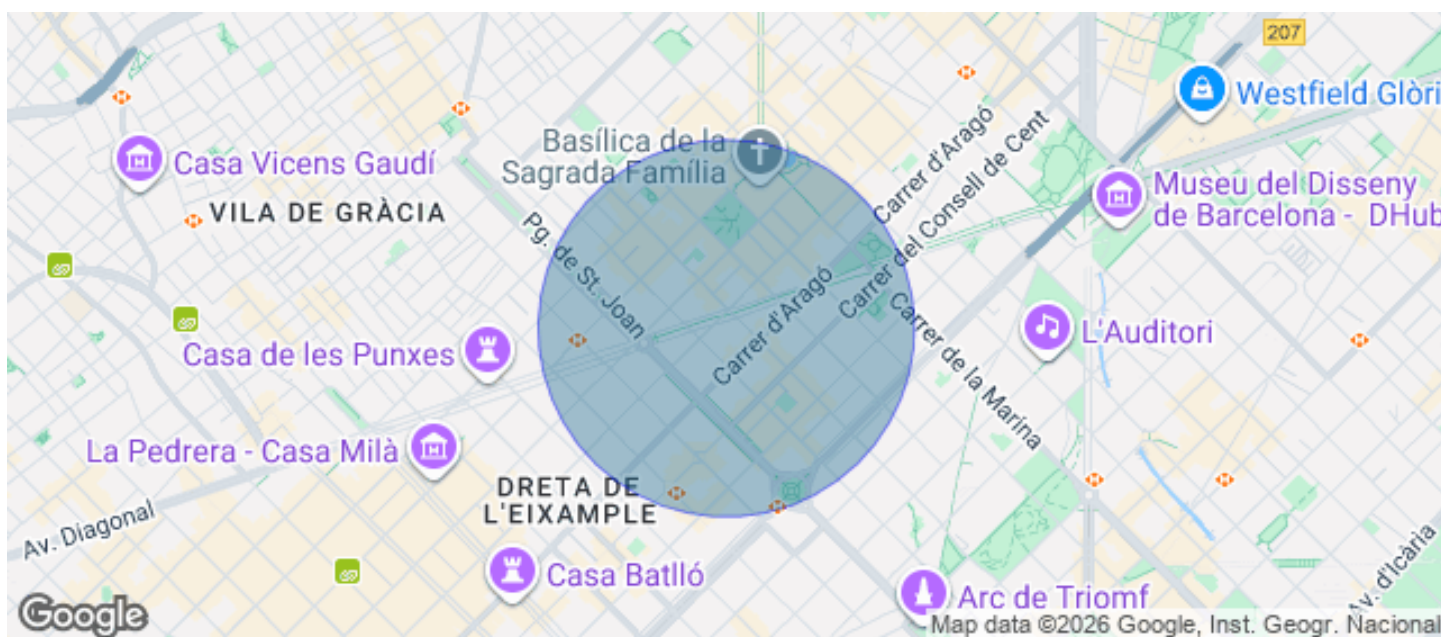 207
Westfield Glòri
Basílica de la
Sagrada Família
Carrer d'Aragó
Carrer del Consell de Cent
Casa Vicens Gaudí
Museu del Disseny
de Barcelona - DHub
VILA DE GRÀCIA
Pg. de St. Joan
Carrer d'Aragó
Carrer de la Marina
L'Auditori
Casa de les Punxes
La Pedrera - Casa Milà
DRETA DE
L'EIXAMPLE
Av. Diagonal
Casa Batlló
Arc de Triomf
Av. d'Icària
Google
Map data ©2026 Google, Inst. Geogr. Nacional